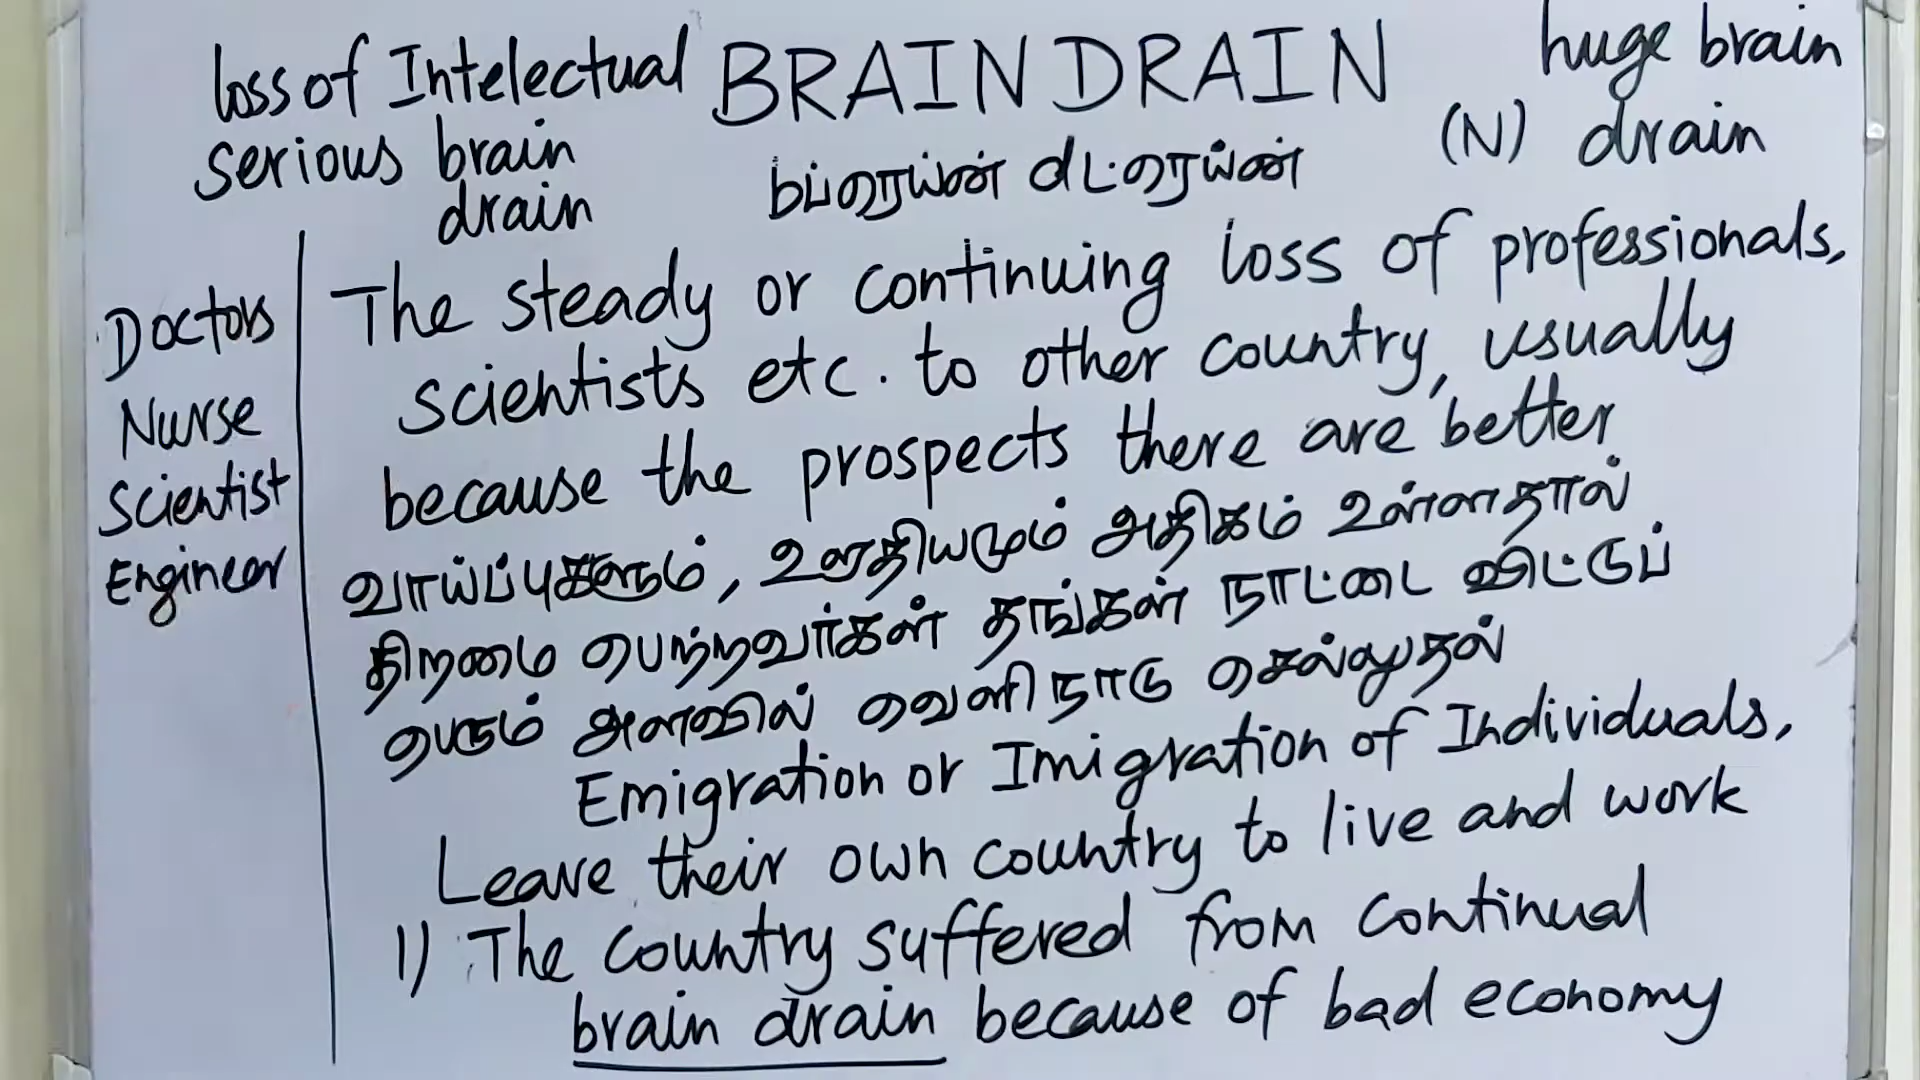 loss of Intelectual BRAIN DRAIN huge brain
serious brain drain (N) drain
bப்ரைய்ன் dட்ரைய்ன்
The steady or continuing loss of professionals,
Doctors
scientists etc. to other country, usually
Nurse
because the prospects there are better
Scientist
வாய்ப்புகளும், ஊதியமும் அதிகம் உள்ளதால்
Engineer
திறமை பெற்றவர்கள் தங்கள் நாட்டை விட்டுப்
பெரும் அளவில் வெளிநாடு செல்லுதல்
Emigration or Imigration of Individuals,
Leave their own country to live and work
1) The country suffered from continual
brain drain because of bad economy